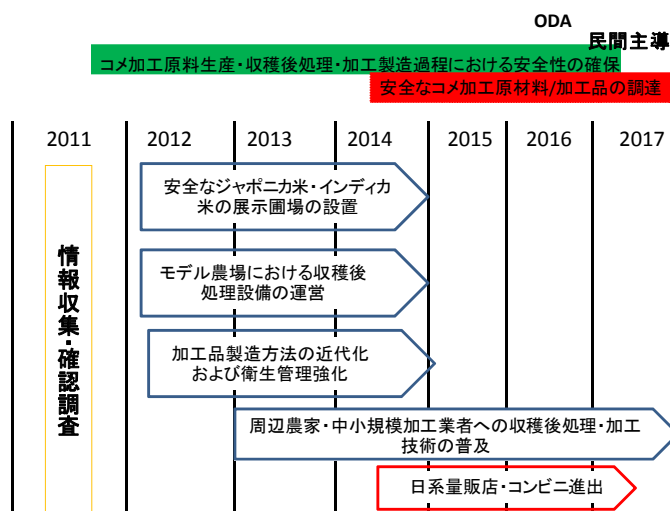 ODA
民間主導
コメ加工原料生産・収穫後処理・加工製造過程における安全性の確保
安全なコメ加工原材料/加工品の調達
2011 2012 2013 2014 2015 2016 2017
情報収集・確認調査
安全なジャポニカ米・インディカ
米の展示圃場の設置
モデル農場における収穫後
処理設備の運営
加工品製造方法の近代化
および衛生管理強化
周辺農家・中小規模加工業者への収穫後処理・加工
技術の普及
日系量販店・コンビニ進出